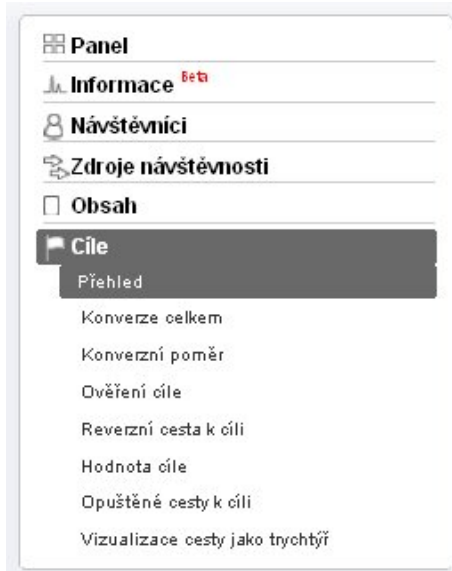 Panel
Informace Beta
Návštěvníci
Zdroje návštěvnosti
Obsah
Cíle
Přehled
Konverze celkem
Konverzní poměr
Ověření cíle
Reverzní cesta k cíli
Hodnota cíle
Opuštěné cesty k cíli
Vizualizace cesty jako trychtýř